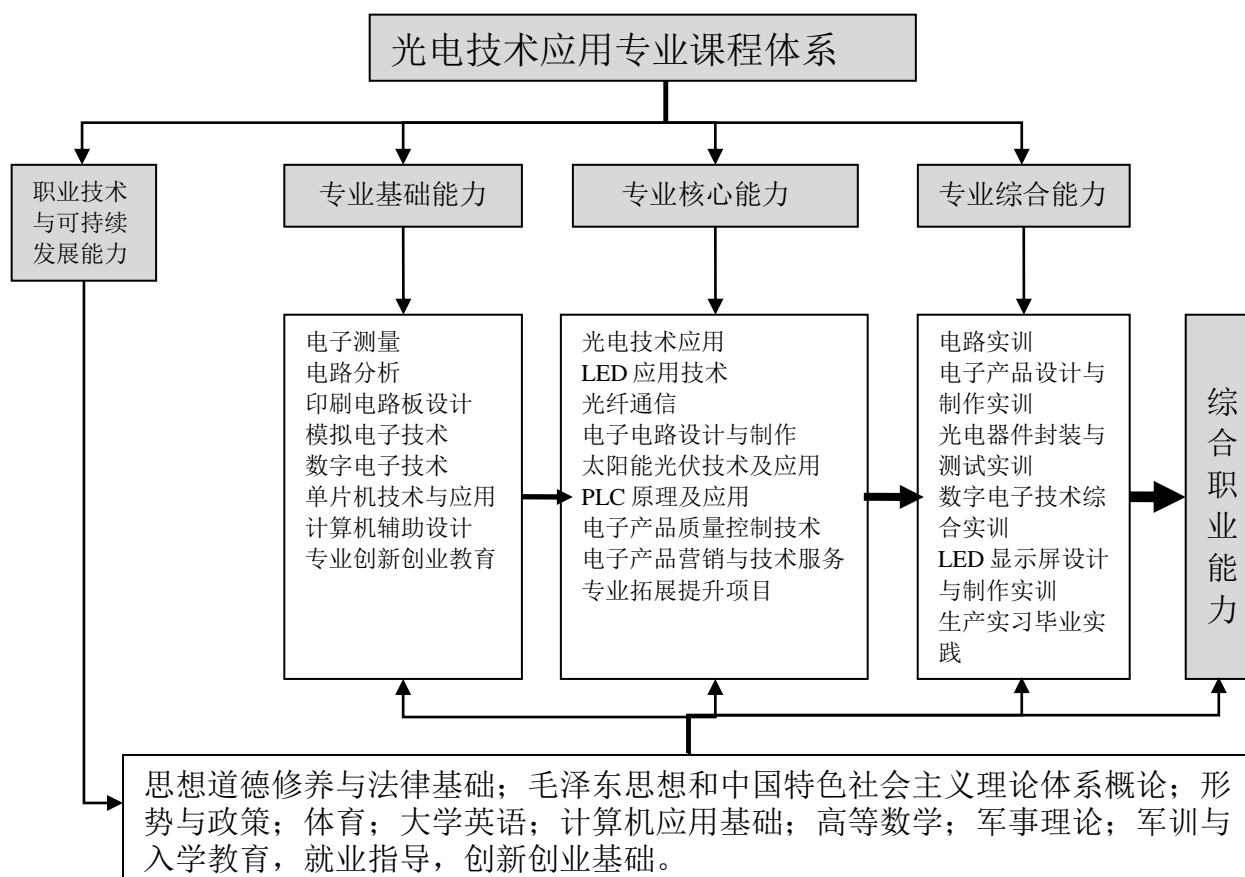 光电技术应用专业课程体系
职业技术
与可持续
发展能力
专业基础能力
专业核心能力
专业综合能力
电子测量
电路分析
印刷电路板设计
模拟电子技术
数字电子技术
单片机技术与应用
计算机辅助设计
专业创新创业教育
光电技术应用
LED 应用技术
光纤通信
电子电路设计与制作
太阳能光伏技术及应用
PLC 原理及应用
电子产品质量控制技术
电子产品营销与技术服务
专业拓展提升项目
电路实训
电子产品设计与
制作实训
光电器件封装与
测试实训
数字电子技术综
合实训
LED 显示屏设计
与制作实训
生产实习毕业实
践
综
合
职
业
能
力
思想道德修养与法律基础；毛泽东思想和中国特色社会主义理论体系概论；形
势与政策；体育；大学英语；计算机应用基础；高等数学；军事理论；军训与
入学教育，就业指导，创新创业基础。